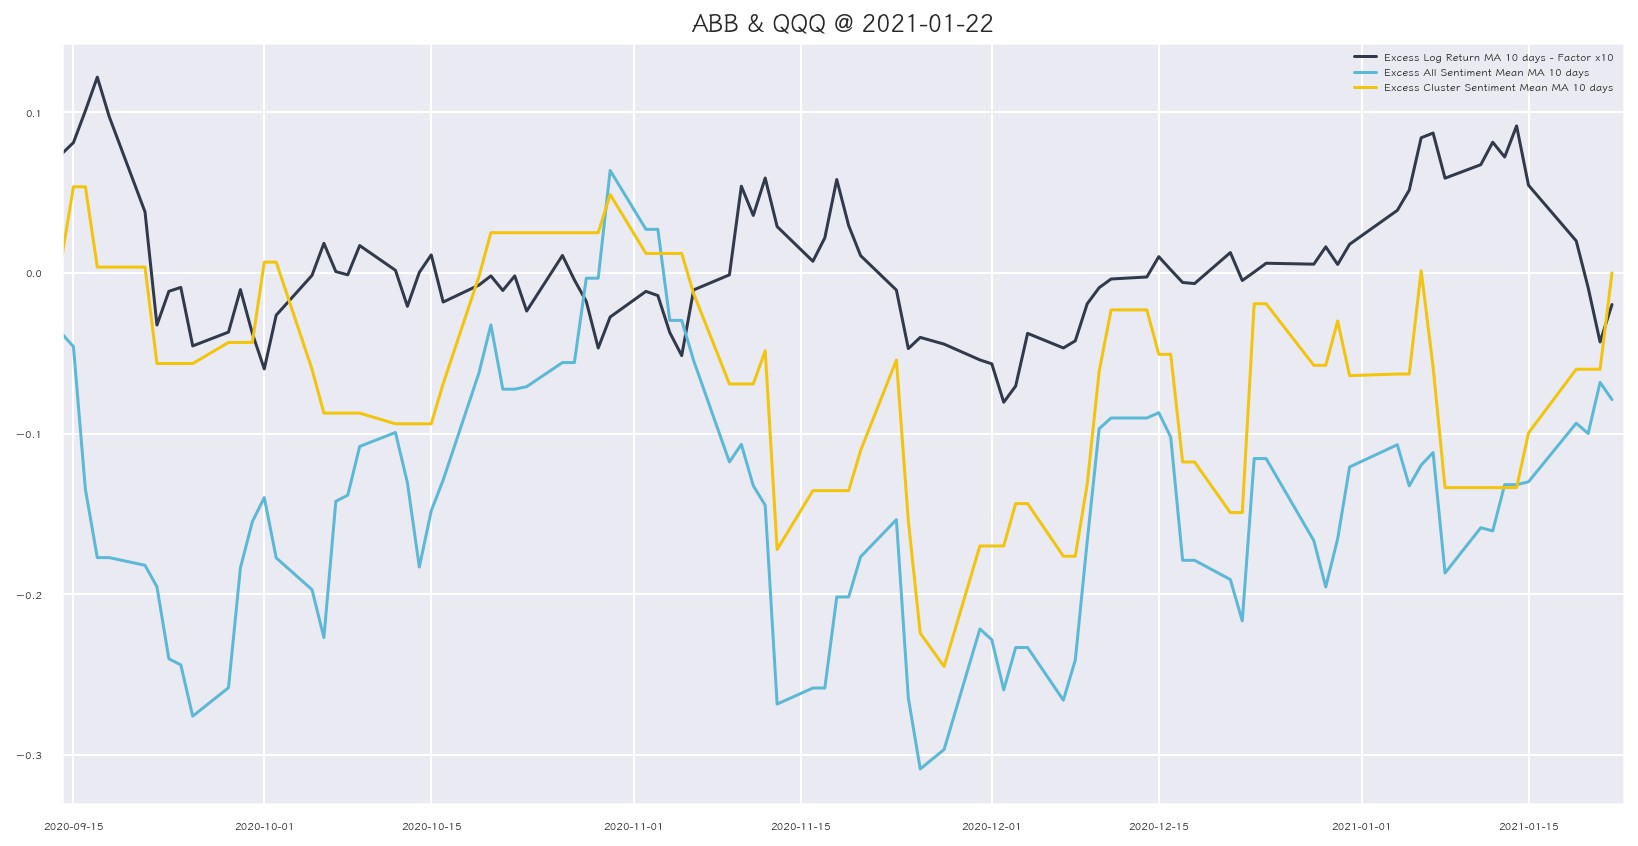 ABB & QQQ @ 2021-01-22
Excess Log Return MA 10 days - Factor x10
Excess All Sentiment Mean MA 10 days
Excess Cluster Sentiment Mean MA 10 days
0.1
0.0
−0.1
−0.2
−0.3
2020-09-15 2020-10-01 2020-10-15 2020-11-01 2020-11-15 2020-12-01 2020-12-15 2021-01-01 2021-01-15